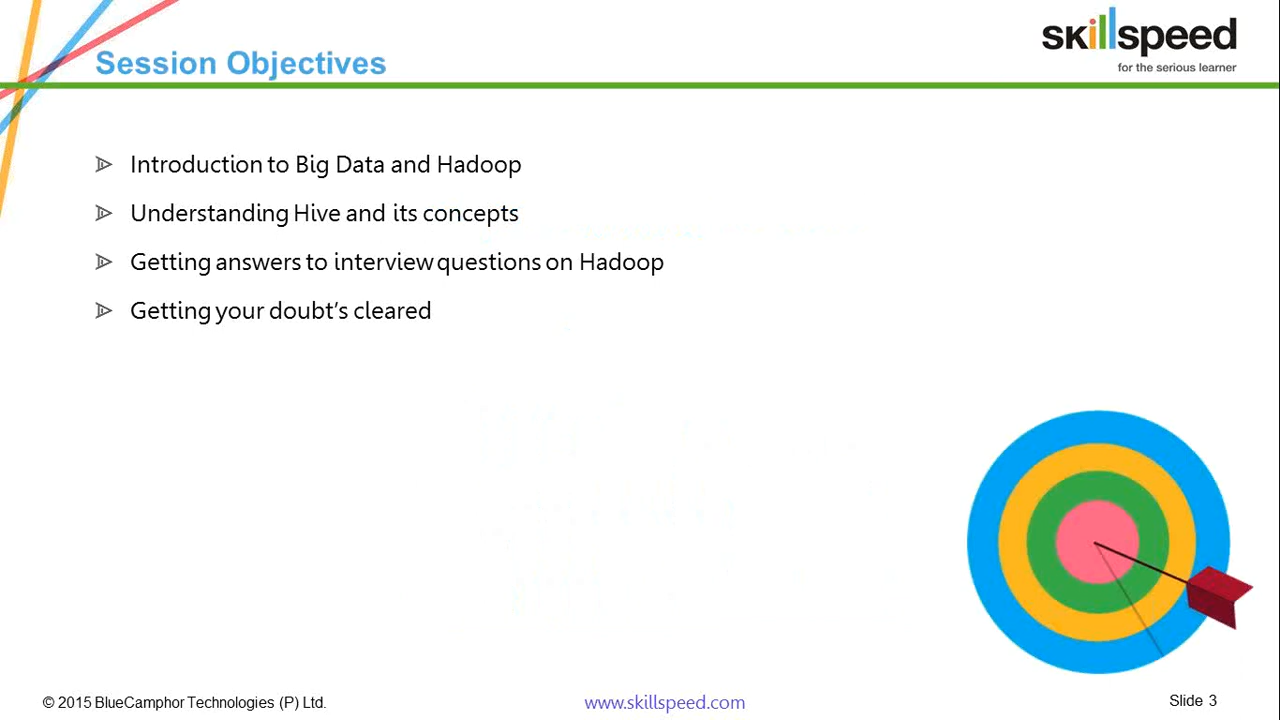 skillspeed
for the serious learner
Session Objectives
Introduction to Big Data and Hadoop
Understanding Hive and its concepts
Getting answers to interview questions on Hadoop
Getting your doubt’s cleared
© 2015 BlueCamphor Technologies (P) Ltd.
www.skillspeed.com
Slide 3